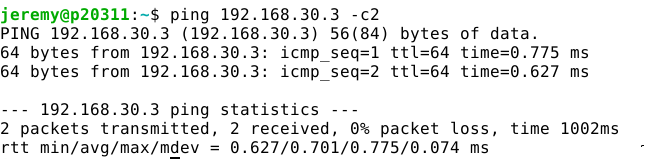 jeremy@p20311:~$ ping 192.168.30.3 -c2
PING 192.168.30.3 (192.168.30.3) 56(84) bytes of data.
64 bytes from 192.168.30.3: icmp_seq=1 ttl=64 time=0.775 ms
64 bytes from 192.168.30.3: icmp_seq=2 ttl=64 time=0.627 ms
--- 192.168.30.3 ping statistics ---
2 packets transmitted, 2 received, 0% packet loss, time 1002ms
rtt min/avg/max/mdev = 0.627/0.701/0.775/0.074 ms